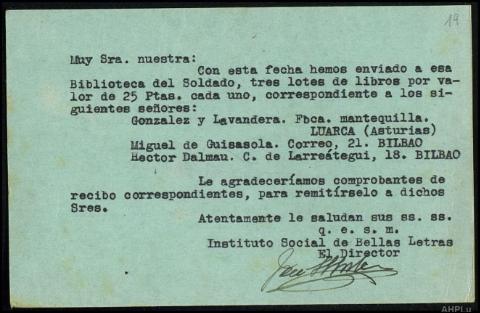 19
Muy Sra. nuestra:
Con esta fecha hemos enviado a esa
Biblioteca del Soldado, tres lotes de libros por va-
lor de 25 Ptas. cada uno, correspondiente a los si-
guientes señores:
Gonzalez y Lavandera. Fbca. mantequilla.
LUARCA (Asturias)
Miguel de Guisasola. Correo, 21. BILBAO
Hector Dalmau. C. de Larreátegui, 18. BILBAO
Le agradeceríamos comprobantes de
recibo correspondientes, para remitírselo a dichos
Sres.
Atentamente le saludan sus ss. ss.
q. e. s. m.
Instituto Social de Bellas Letras
El Director
AHPLu